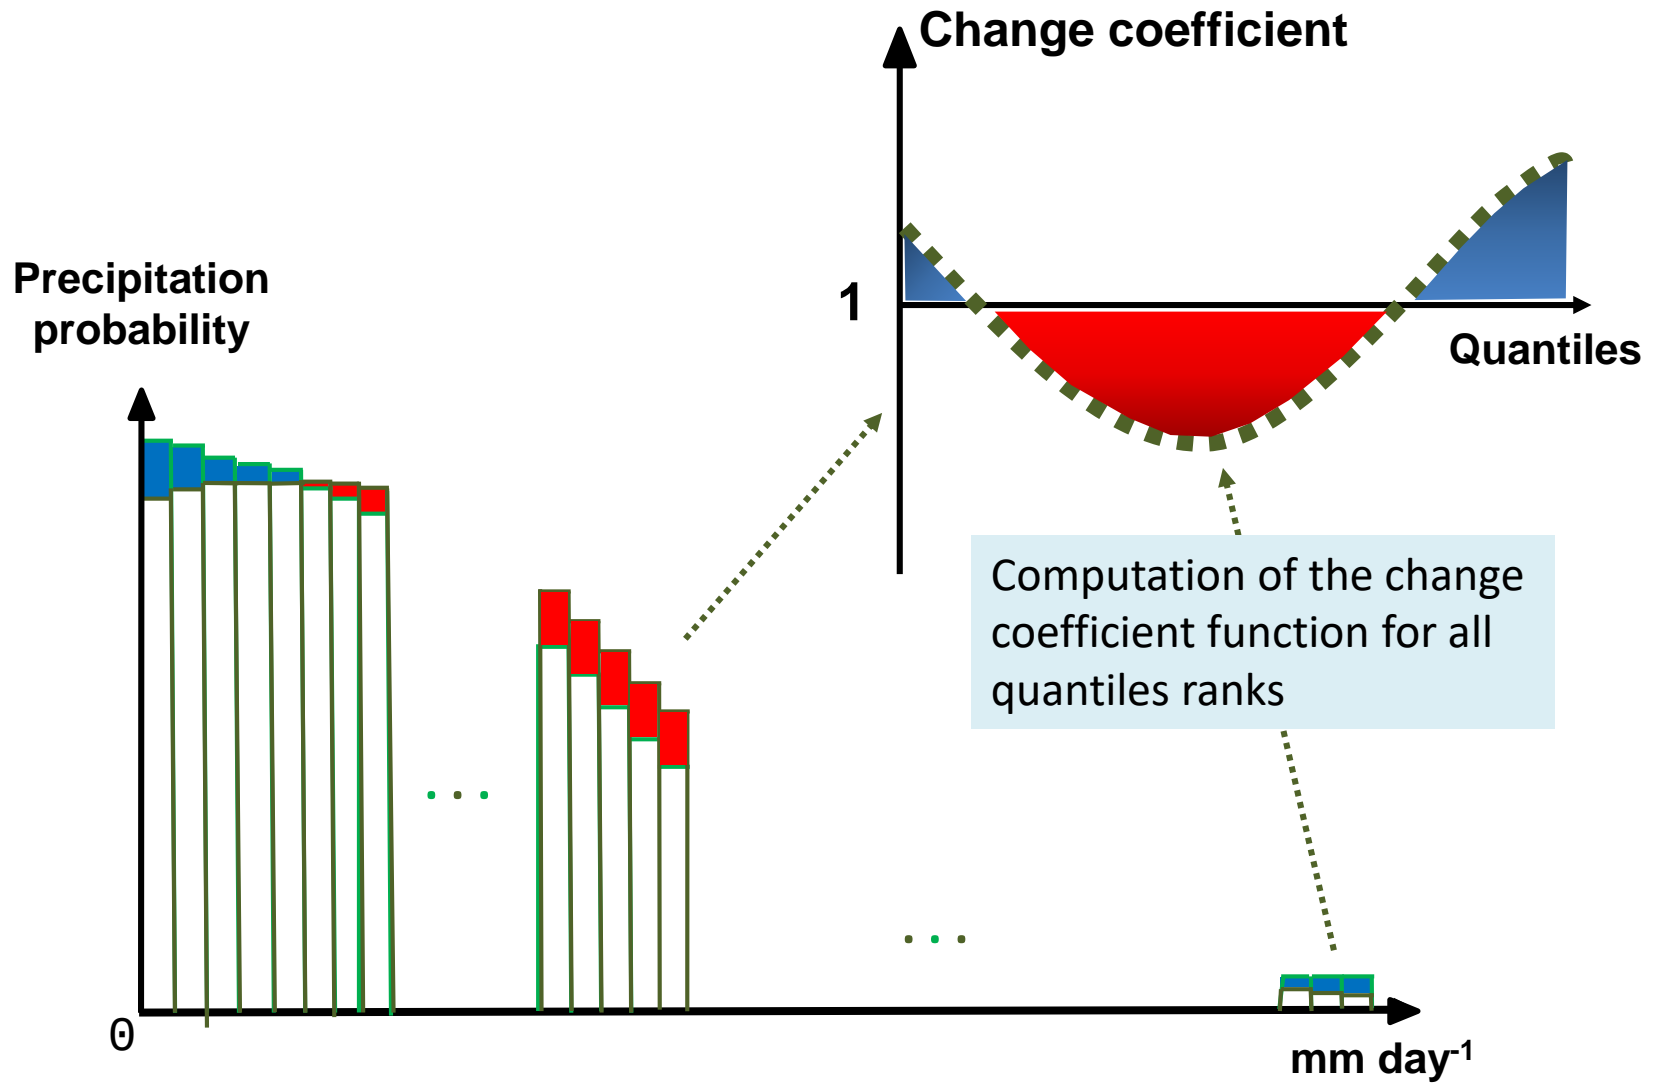 Change coefficient
Precipitation
probability
1
Quantiles
Computation of the change
coefficient function for all
quantiles ranks
0
mm day-1